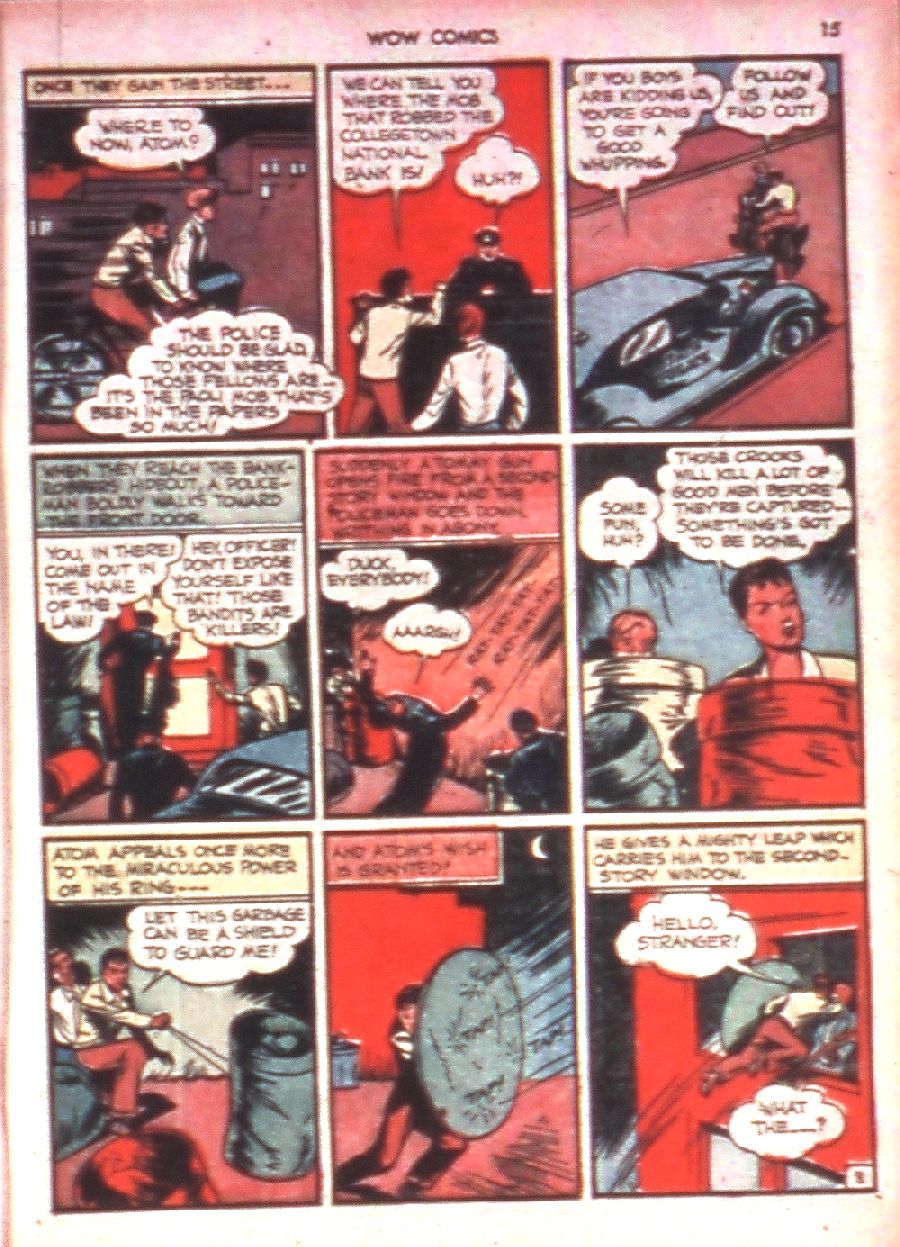 WOW COMICS
15
ONCE THEY GAIN THE STREET...
WHERE TO
NOW, ATOM?
THE POLICE
SHOULD BE GLAD
TO KNOW WHERE
THOSE FELLOWS ARE...
IT'S THE PAOLI MOB THAT'S
BEEN IN THE PAPERS
SO MUCH!
WE CAN TELL YOU
WHERE THE MOB
THAT ROBBED THE
COLLEGETOWN
NATIONAL
BANK IS!
HUH?!
IF YOU BOYS
ARE KIDDING US,
YOU'RE GOING
TO GET A
GOOD
WHUPPING.
FOLLOW
US AND
FIND OUT!
WHEN THEY REACH THE BANK-
ROBBERS' HIDEOUT, A POLICE-
MAN BOLDLY WALKS TOWARD
THE FRONT DOOR.
YOU, IN THERE!
COME OUT IN
THE NAME
OF THE
LAW!
HEY, OFFICER!
DON'T EXPOSE
YOURSELF LIKE
THAT! THOSE
BANDITS ARE
KILLERS!
SUDDENLY A TOMMY GUN
OPENS FIRE FROM A SECOND
STORY WINDOW AND THE
POLICEMAN GOES DOWN,
WRITHING IN AGONY.
DUCK,
EVERYBODY!
AAARGH!
RAT-TAT-TAT-
RAT-TAT-TAT-
SOME
FUN,
HUH?
THOSE CROOKS
WILL KILL A LOT OF
GOOD MEN BEFORE
THEY'RE CAPTURED...
SOMETHING'S GOT
TO BE DONE.
ATOM APPEALS ONCE MORE
TO THE MIRACULOUS POWER
OF HIS RING...
LET THIS GARBAGE
CAN BE A SHIELD
TO GUARD ME!
AND ATOM'S WISH
IS GRANTED!
HE GIVES A MIGHTY LEAP WHICH
CARRIES HIM TO THE SECOND-
STORY WINDOW.
HELLO,
STRANGER!
WHAT
THE...?